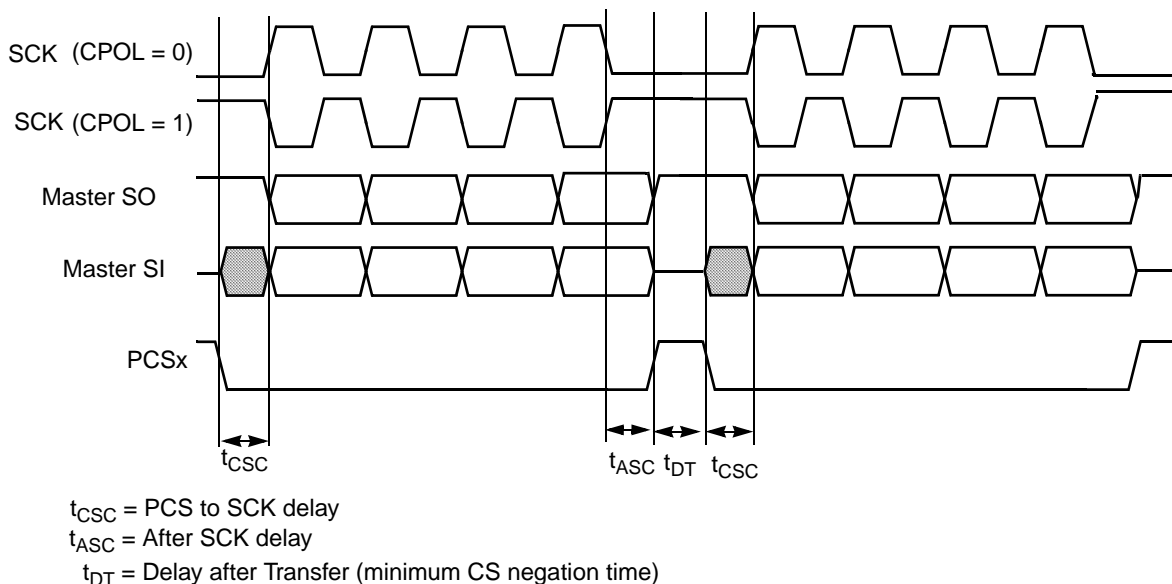 SCK (CPOL = 0)
SCK (CPOL = 1)
Master SO
Master SI
PCSx
tCSC
tASC
tDT
tCSC
tCSC = PCS to SCK delay
tASC = After SCK delay
tDT = Delay after Transfer (minimum CS negation time)